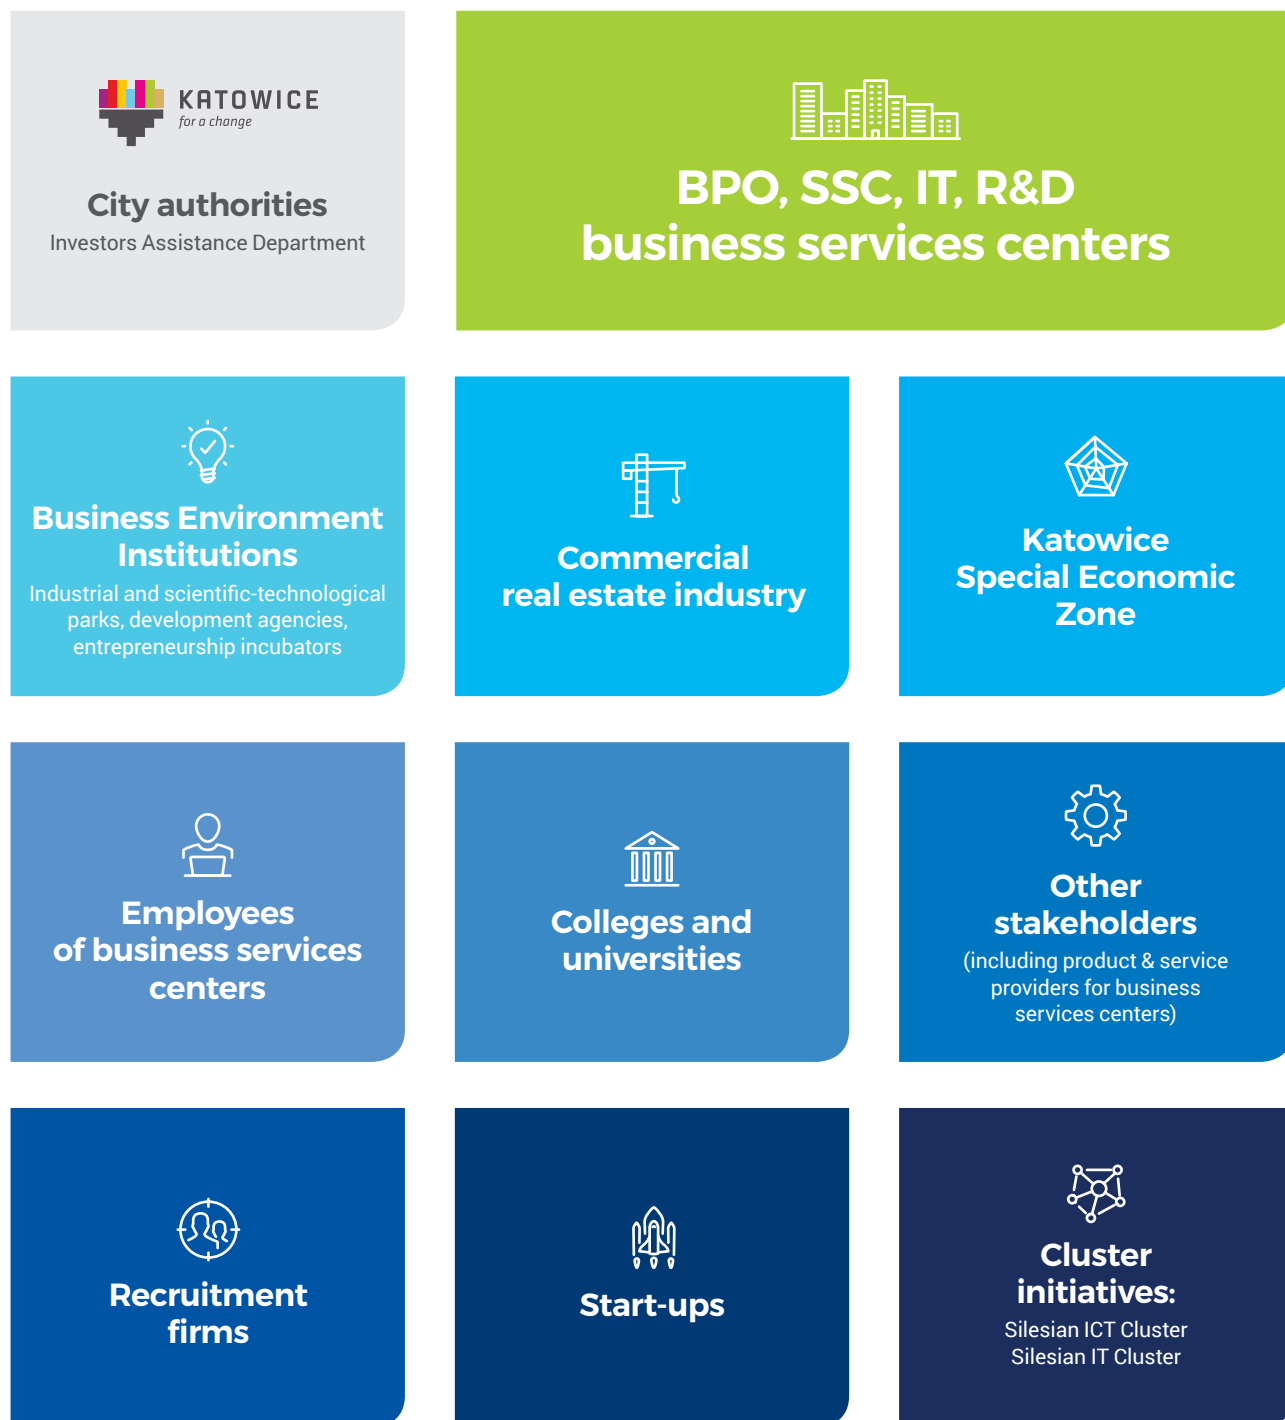 KATOWICE
for a change
City authorities
Investors Assistance Department
BPO, SSC, IT, R&D
business services centers
Business Environment
Institutions
Industrial and scientific-technological
parks, development agencies,
entrepreneurship incubators
Commercial
real estate industry
Katowice
Special Economic
Zone
Employees
of business services
centers
Colleges and
universities
Other
stakeholders
(including product & service
providers for business
services centers)
Recruitment
firms
Start-ups
Cluster
initiatives:
Silesian ICT Cluster
Silesian IT Cluster